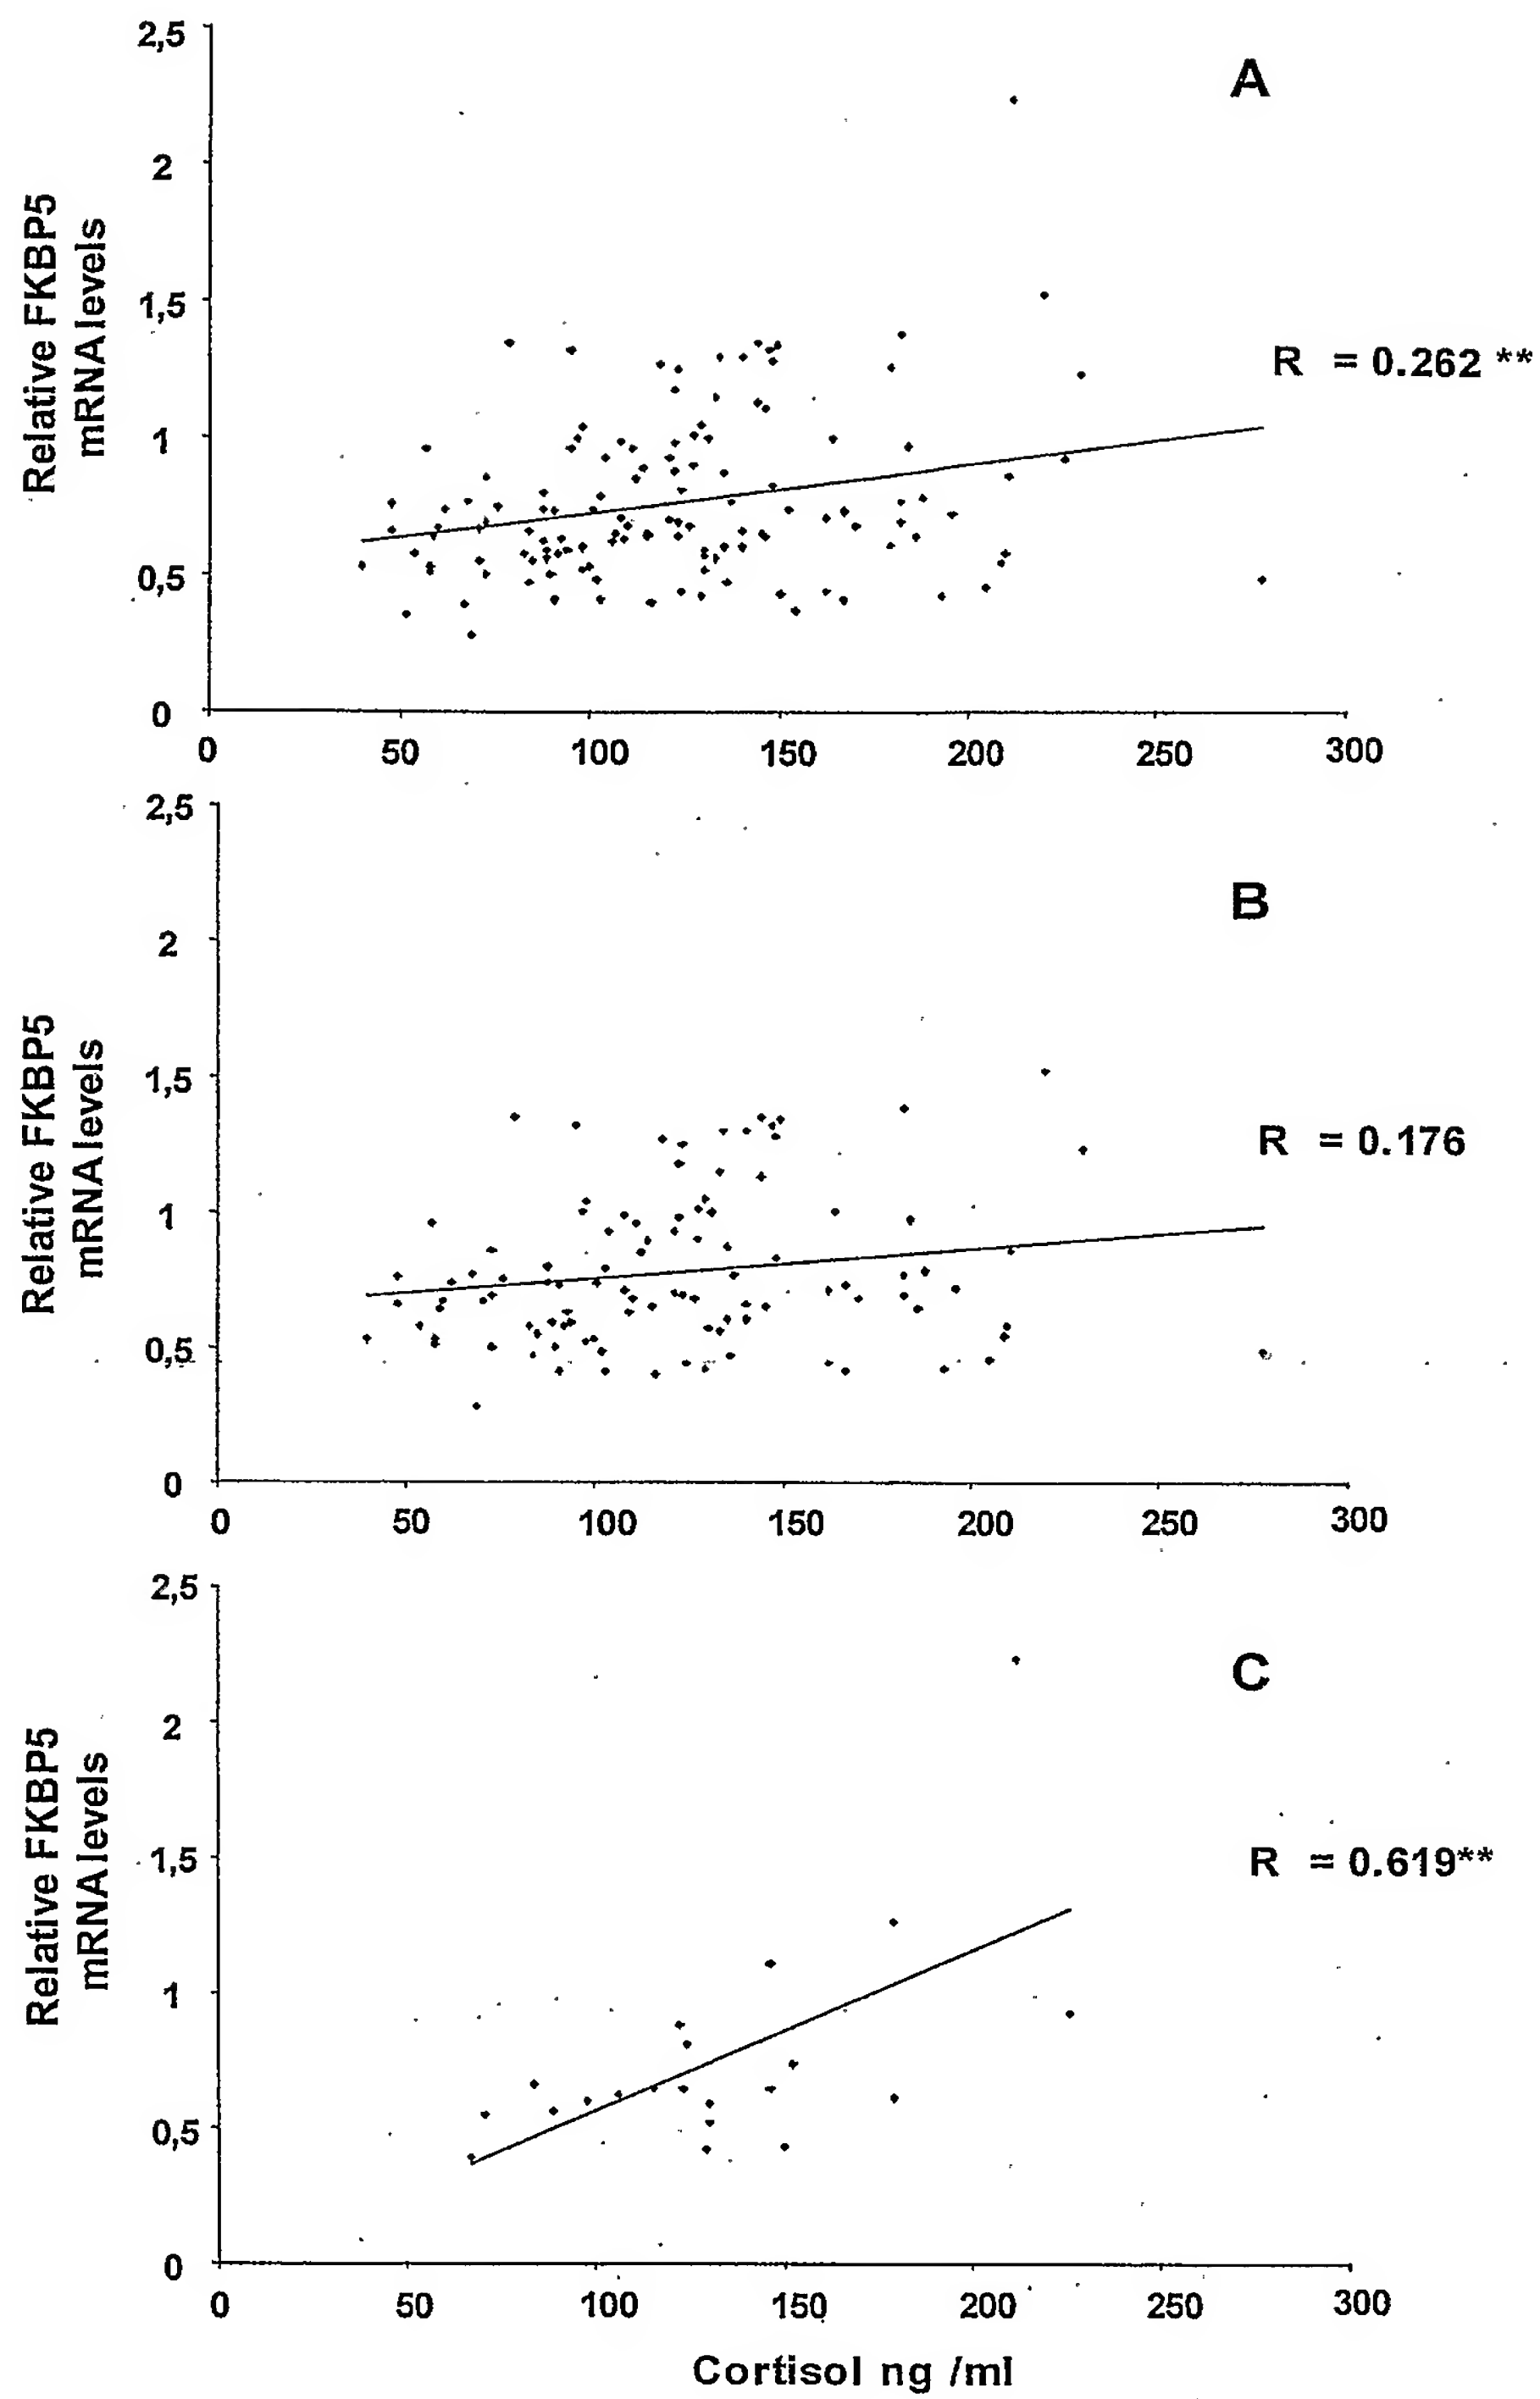 2,5
A
2
Relative FKBP5
mRNA levels
1,5
R = 0.262 **
1
0,5
0
0 50 100 150 200 250 300
2,5
B
2
Relative FKBP5
mRNA levels
1,5
R = 0.176
1
0,5
0
0 50 100 150 200 250 300
2,5
C
2
Relative FKBP5
mRNA levels
1,5
R = 0.619**
1
0,5
0
0 50 100 150 200 250 300
Cortisol ng /ml